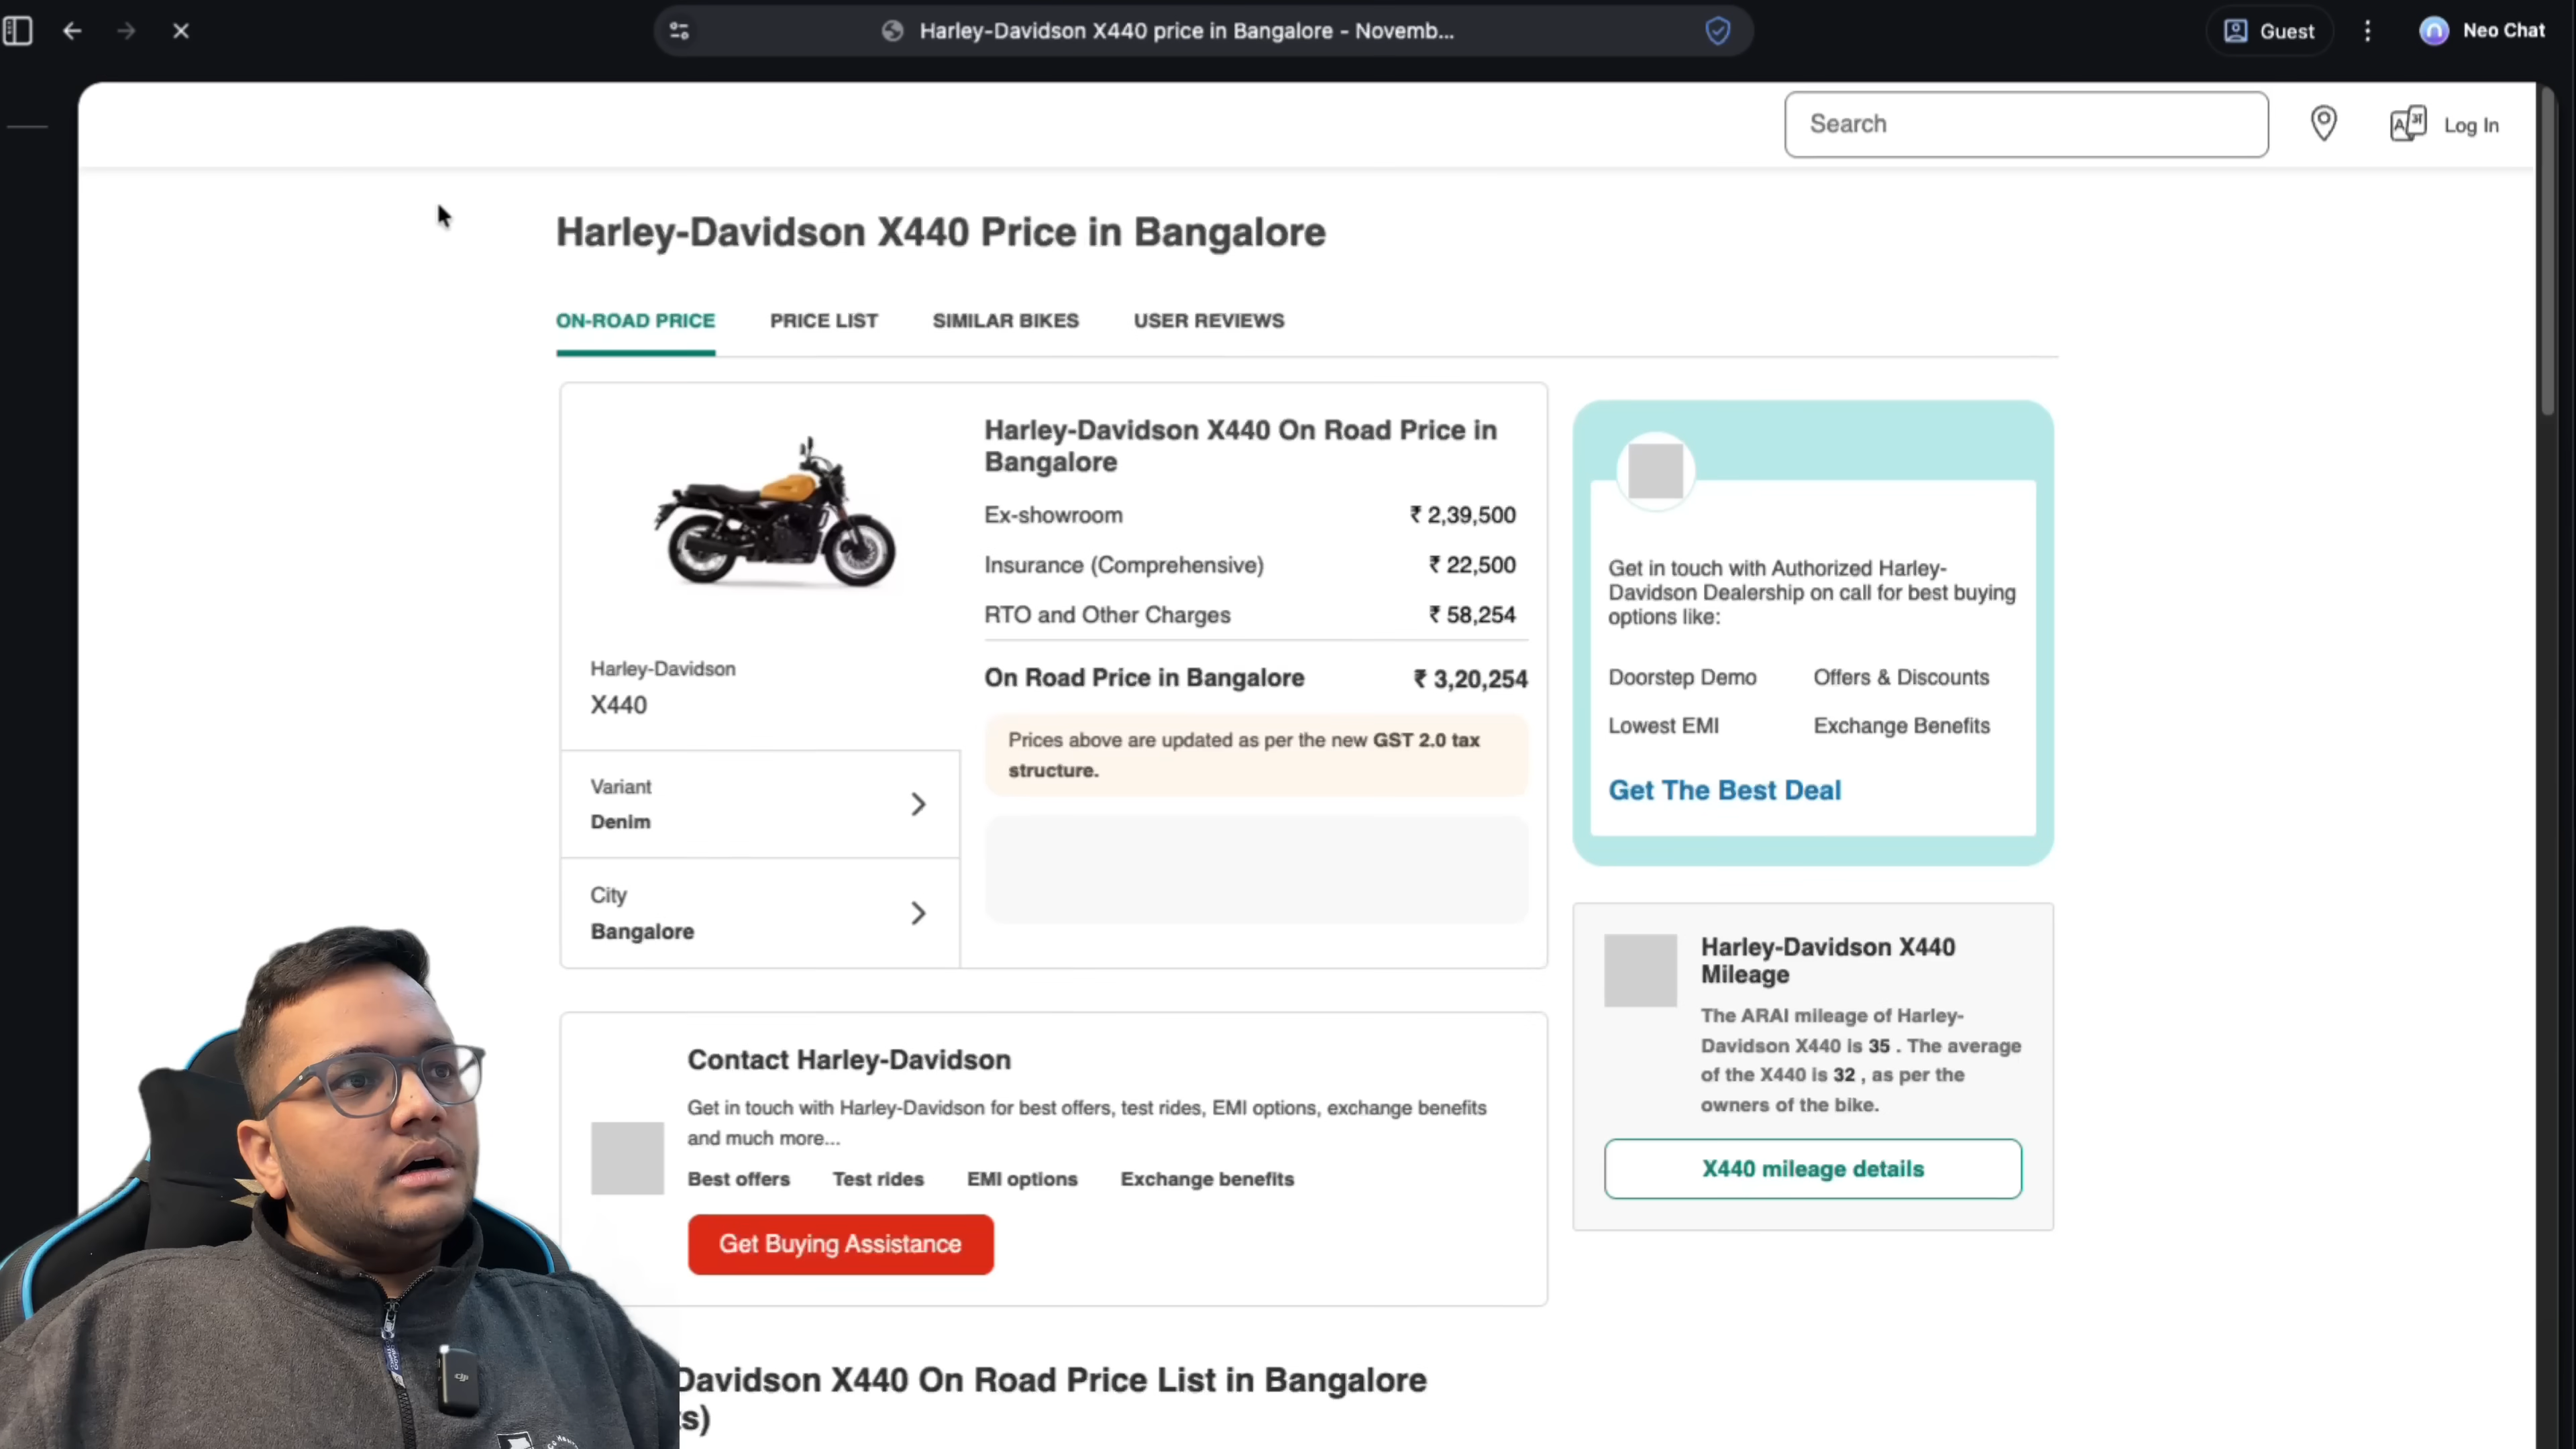 Harley-Davidson X440 price in Bangalore - Novemb...
Guest
Neo Chat
Search
Log In
Harley-Davidson X440 Price in Bangalore
ON-ROAD PRICE
PRICE LIST
SIMILAR BIKES
USER REVIEWS
Harley-Davidson X440 On Road Price in
Bangalore
Ex-showroom ₹ 2,39,500
Insurance (Comprehensive) ₹ 22,500
RTO and Other Charges ₹ 58,254
On Road Price in Bangalore ₹ 3,20,254
Prices above are updated as per the new GST 2.0 tax
structure.
Harley-Davidson
X440
Variant
Denim
City
Bangalore
Get in touch with Authorized Harley-
Davidson Dealership on call for best buying
options like:
Doorstep Demo
Offers & Discounts
Lowest EMI
Exchange Benefits
Get The Best Deal
Harley-Davidson X440
Mileage
The ARAI mileage of Harley-
Davidson X440 is 35 . The average
of the X440 is 32 , as per the
owners of the bike.
X440 mileage details
Contact Harley-Davidson
Get in touch with Harley-Davidson for best offers, test rides, EMI options, exchange benefits
and much more...
Best offers
Test rides
EMI options
Exchange benefits
Get Buying Assistance
Davidson X440 On Road Price List in Bangalore
ts)
dji